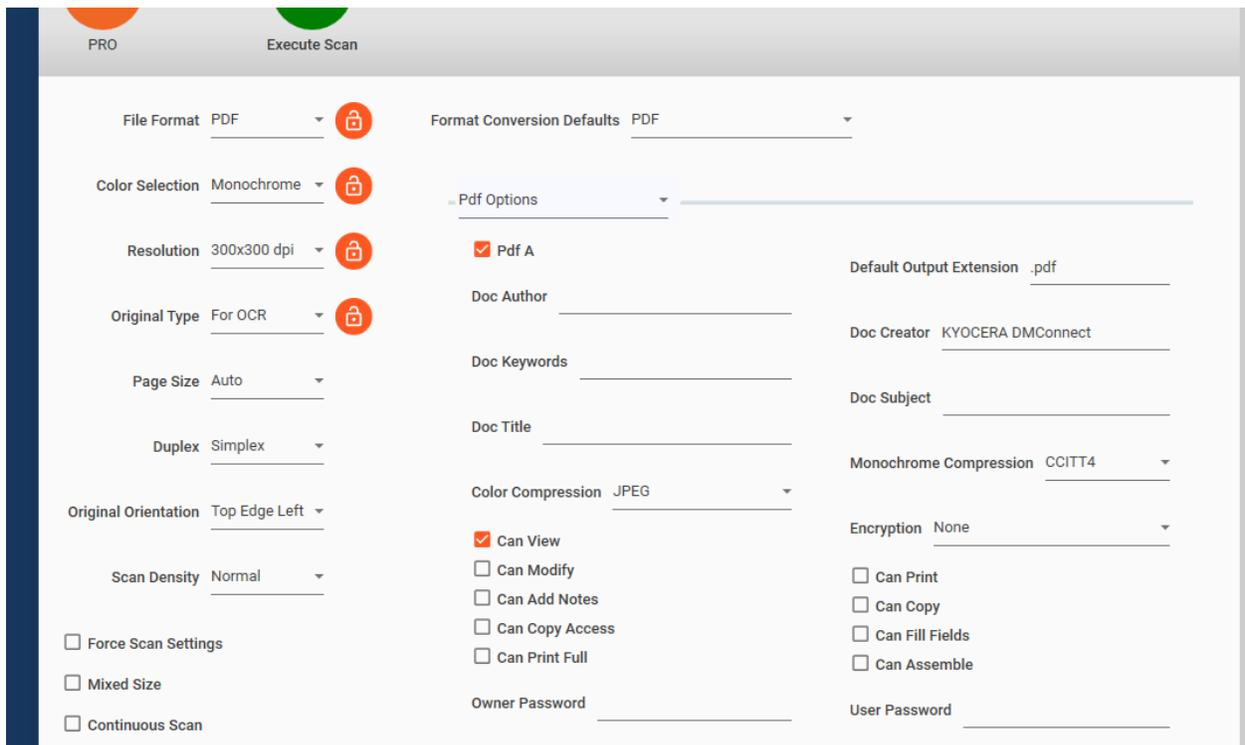 PRO
Execute Scan
File Format PDF
Color Selection Monochrome
Resolution 300x300 dpi
Original Type For OCR
Page Size Auto
Duplex Simplex
Original Orientation Top Edge Left
Scan Density Normal
Force Scan Settings
Mixed Size
Continuous Scan
Format Conversion Defaults PDF
Pdf Options
Pdf A
Doc Author
Doc Keywords
Doc Title
Color Compression JPEG
Can View
Can Modify
Can Add Notes
Can Copy Access
Can Print Full
Owner Password
Default Output Extension .pdf
Doc Creator KYOCERA DMConnect
Doc Subject
Monochrome Compression CCITT4
Encryption None
Can Print
Can Copy
Can Fill Fields
Can Assemble
User Password